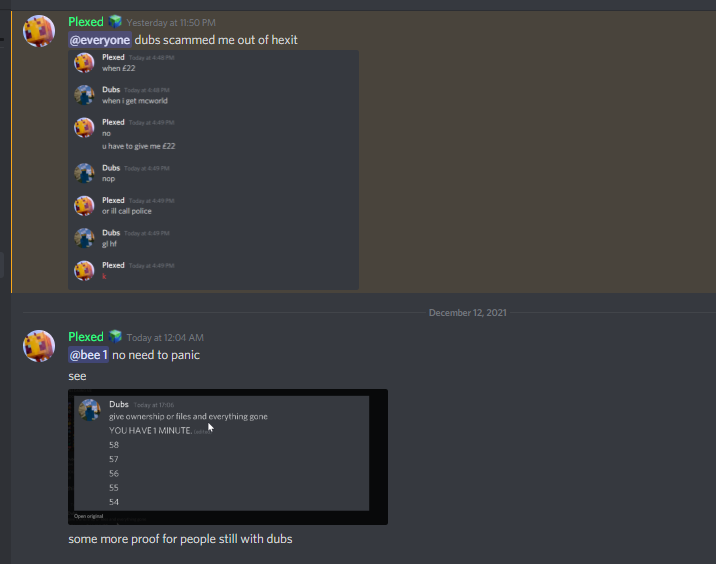 Plexed Yesterday at 11:50 PM
@everyone dubs scammed me out of hexit
Plexed Today at 4:48 PM
when £22
Dubs Today at 4:48 PM
when i get mcworld
Plexed Today at 4:49 PM
no
u have to give me £22
Dubs Today at 4:49 PM
nop
Plexed Today at 4:49 PM
or ill call police
Dubs Today at 4:49 PM
gl hf
Plexed Today at 4:49 PM
k
December 12, 2021
Plexed Today at 12:04 AM
@bee 1 no need to panic
see
Dubs Today at 17:06
give ownership or files and everything gone
YOU HAVE 1 MINUTE.
58
57
56
55
54
Open original
some more proof for people still with dubs